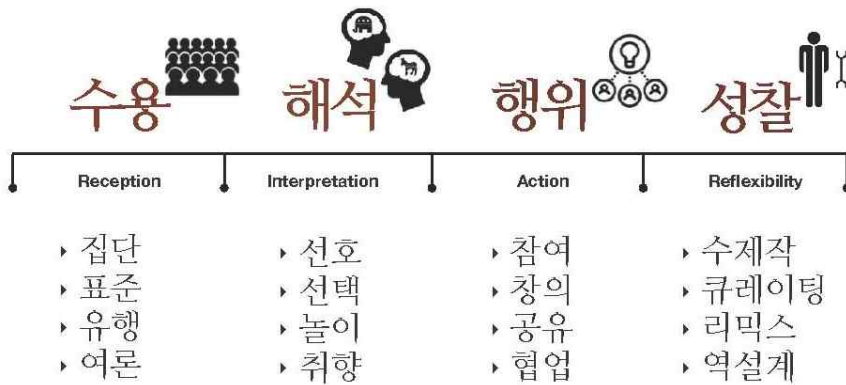 수용 해석 행위 성찰
Reception Interpretation Action Reflexibility
▸ 집단 ▸ 선호 ▸ 참여 ▸ 수제작
▸ 표준 ▸ 선택 ▸ 창의 ▸ 큐레이팅
▸ 유행 ▸ 놀이 ▸ 공유 ▸ 리믹스
▸ 여론 ▸ 취향 ▸ 협업 ▸ 역설계